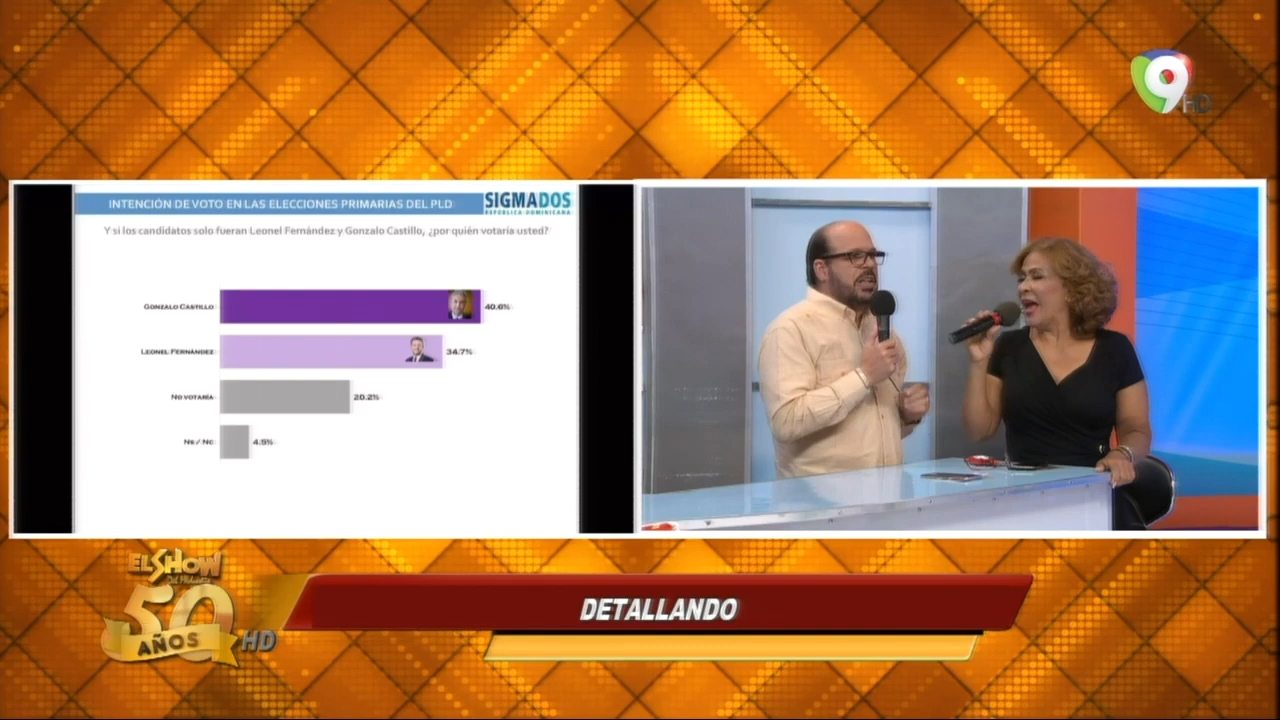 9
HD
INTENCIÓN DE VOTO EN LAS ELECCIONES PRIMARIAS DEL PLD
SIGMADOS
REPÚBLICA DOMINICANA
Y si los candidatos solo fueran Leonel Fernández y Gonzalo Castillo, ¿por quién votaría usted?
GONZALO CASTILLO 40.6%
LEONEL FERNÁNDEZ 34.7%
NO VOTARÍA 20.2%
NS / NC 4.5%
EL SHOW
del Mediodía
50
AÑOS
HD
DETALLANDO